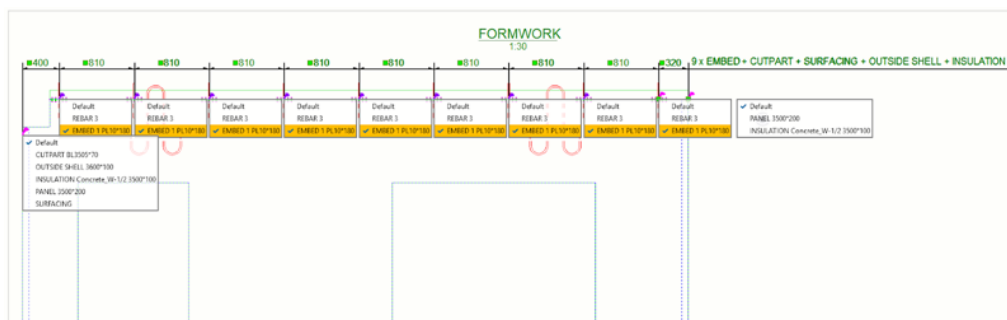 FORMWORK
1:30
400 810 810 810 810 810 810 810 810 320 9 x EMBED + CUTPART + SURFACING + OUTSIDE SHELL + INSULATION
Default Default Default Default Default Default Default Default Default Default
REBAR 3 REBAR 3 REBAR 3 REBAR 3 REBAR 3 REBAR 3 REBAR 3 REBAR 3 REBAR 3 PANEL 3500*200
EMBED 1 PL10*180 EMBED 1 PL10*180 EMBED 1 PL10*180 EMBED 1 PL10*180 EMBED 1 PL10*180 EMBED 1 PL10*180 EMBED 1 PL10*180 EMBED 1 PL10*180 EMBED 1 PL10*180 INSULATION Concrete_W-1/2 3500*100
Default
CUTPART BL3505*70
OUTSIDE SHELL 3600*100
INSULATION Concrete_W-1/2 3500*100
PANEL 3500*200
SURFACING